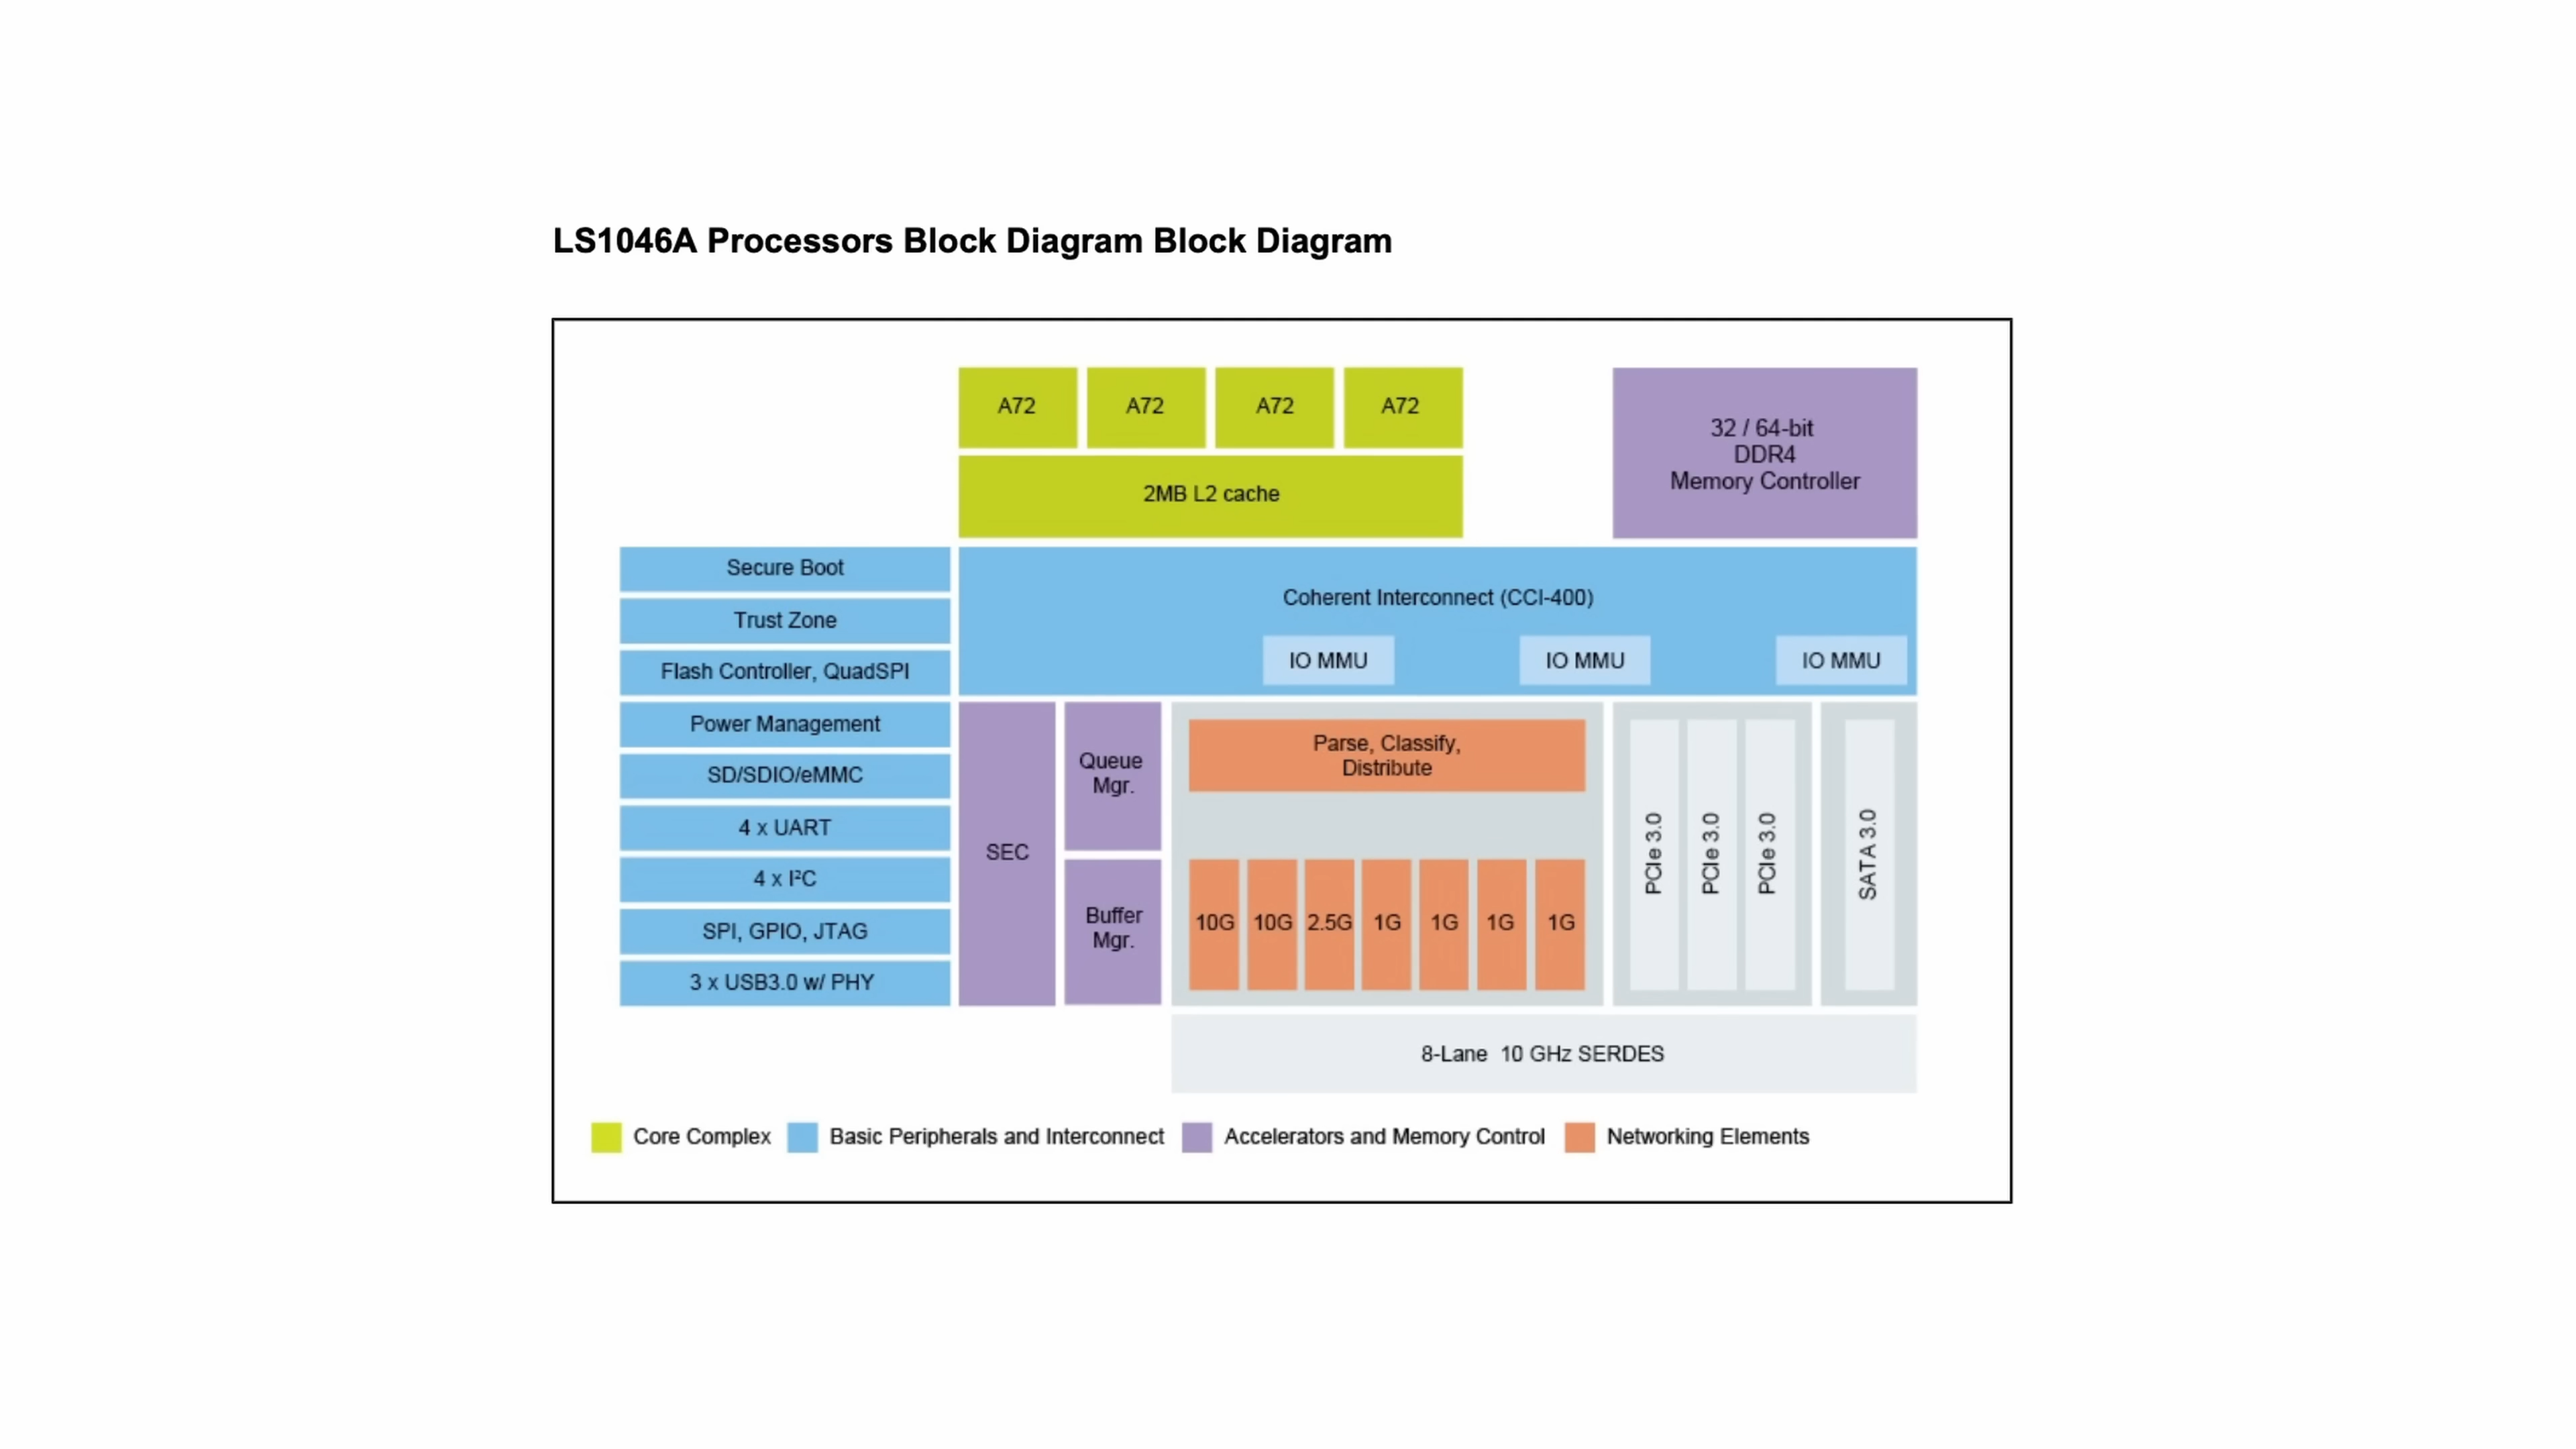 LS1046A Processors Block Diagram Block Diagram
A72
A72
A72
A72
2MB L2 cache
32 / 64-bit
DDR4
Memory Controller
Secure Boot
Trust Zone
Flash Controller, QuadSPI
Power Management
SD/SDIO/eMMC
4 x UART
4 x I²C
SPI, GPIO, JTAG
3 x USB3.0 w/ PHY
Coherent Interconnect (CCI-400)
IO MMU
IO MMU
IO MMU
SEC
Queue
Mgr.
Buffer
Mgr.
Parse, Classify,
Distribute
10G
10G
2.5G
1G
1G
1G
1G
PCIe 3.0
PCIe 3.0
PCIe 3.0
SATA 3.0
8-Lane 10 GHz SERDES
Core Complex
Basic Peripherals and Interconnect
Accelerators and Memory Control
Networking Elements